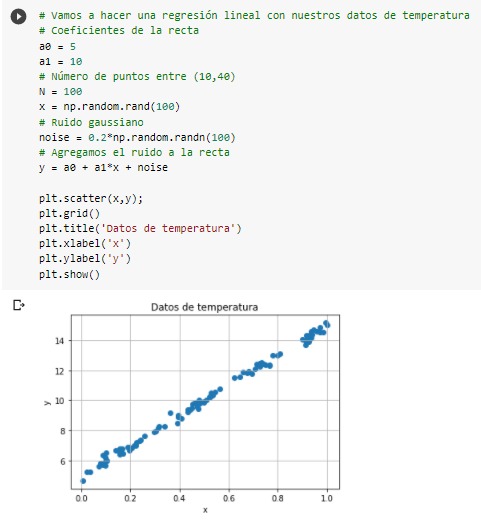 # Vamos a hacer una regresión lineal con nuestros datos de temperatura
# Coeficientes de la recta
a0 = 5
a1 = 10
# Número de puntos entre (10,40)
N = 100
x = np.random.rand(100)
# Ruido gaussiano
noise = 0.2*np.random.randn(100)
# Agregamos el ruido a la recta
y = a0 + a1*x + noise
plt.scatter(x,y);
plt.grid()
plt.title('Datos de temperatura')
plt.xlabel('x')
plt.ylabel('y')
plt.show()
Datos de temperatura
14
12
10
8
6
y
0.0 0.2 0.4 0.6 0.8 1.0
x